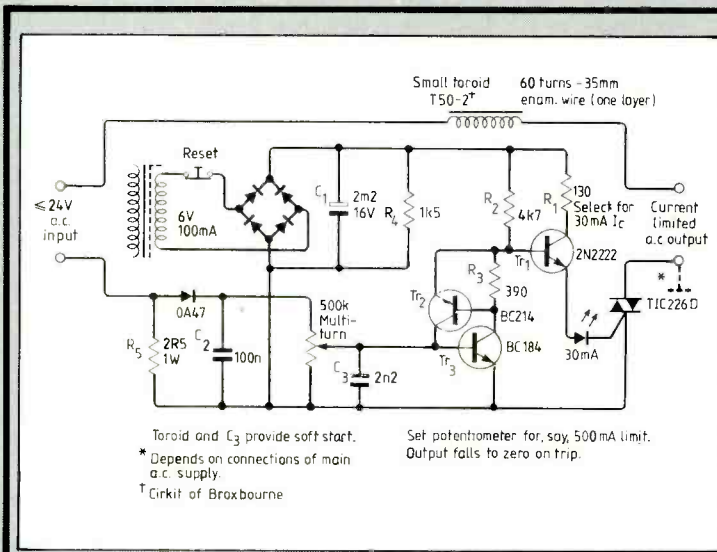 Small toroid
T50-2†
60 turns -35mm
enam. wire (one layer)
Reset
≤ 24V
a.c.
input
6V
100mA
C1
2m2
16V
R4
1k5
R2
4k7
R1
130
Select for
30mA Ic
Current
limited
a.c output
Tr1
2N2222
R3
390
Tr2
BC214
*
TIC226D
0A47
R5
2R5
1W
C2
100n
500k
Multi-
turn
C3
2n2
Tr3
BC184
30mA
Toroid and C3 provide soft start.
* Depends on connections of main
a.c. supply.
† Cirkit of Broxbourne
Set potentometer for, say, 500mA limit.
Output falls to zero on trip.